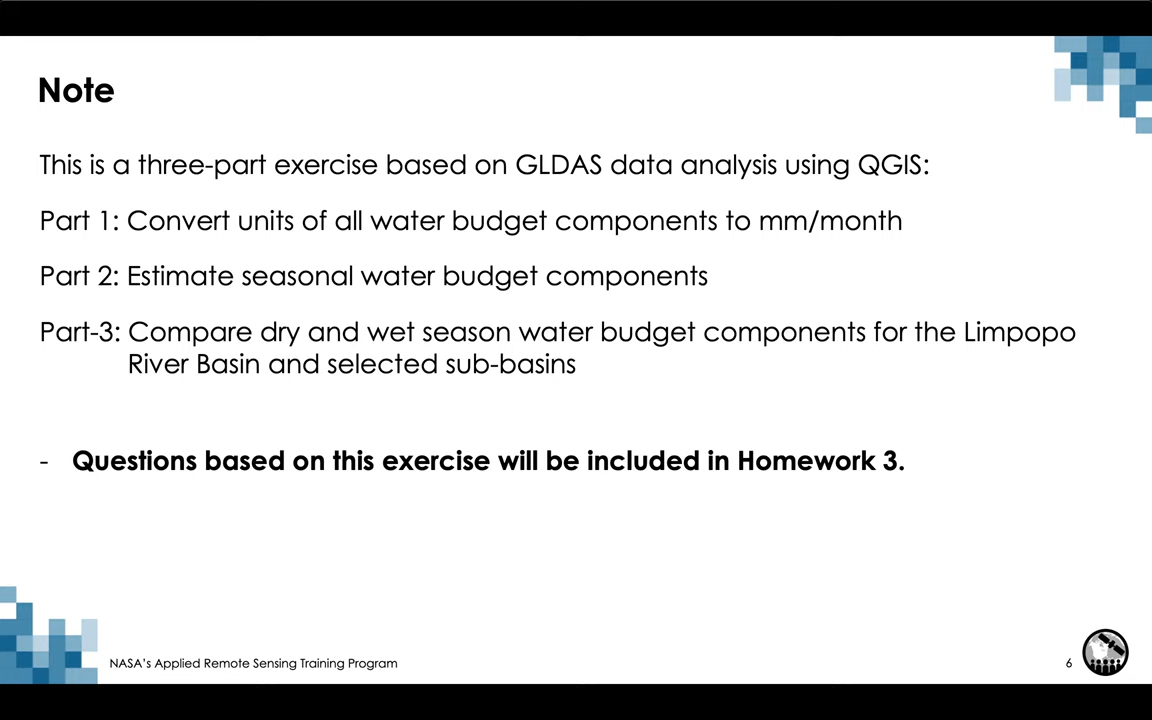 Note
This is a three-part exercise based on GLDAS data analysis using QGIS:
Part 1: Convert units of all water budget components to mm/month
Part 2: Estimate seasonal water budget components
Part-3: Compare dry and wet season water budget components for the Limpopo
River Basin and selected sub-basins
- Questions based on this exercise will be included in Homework 3.
NASA's Applied Remote Sensing Training Program
6